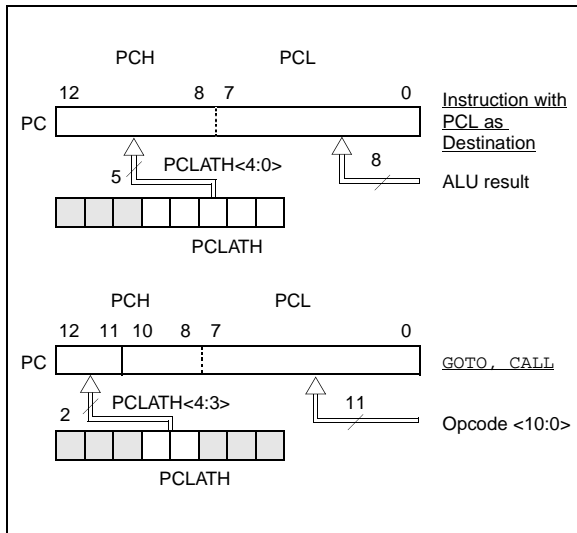 PCH PCL
12 8 7 0
PC
Instruction with
PCL as
Destination
5 PCLATH<4:0>
8
ALU result
PCLATH
PCH PCL
12 11 10 8 7 0
PC
GOTO, CALL
2 PCLATH<4:3>
11
Opcode <10:0>
PCLATH